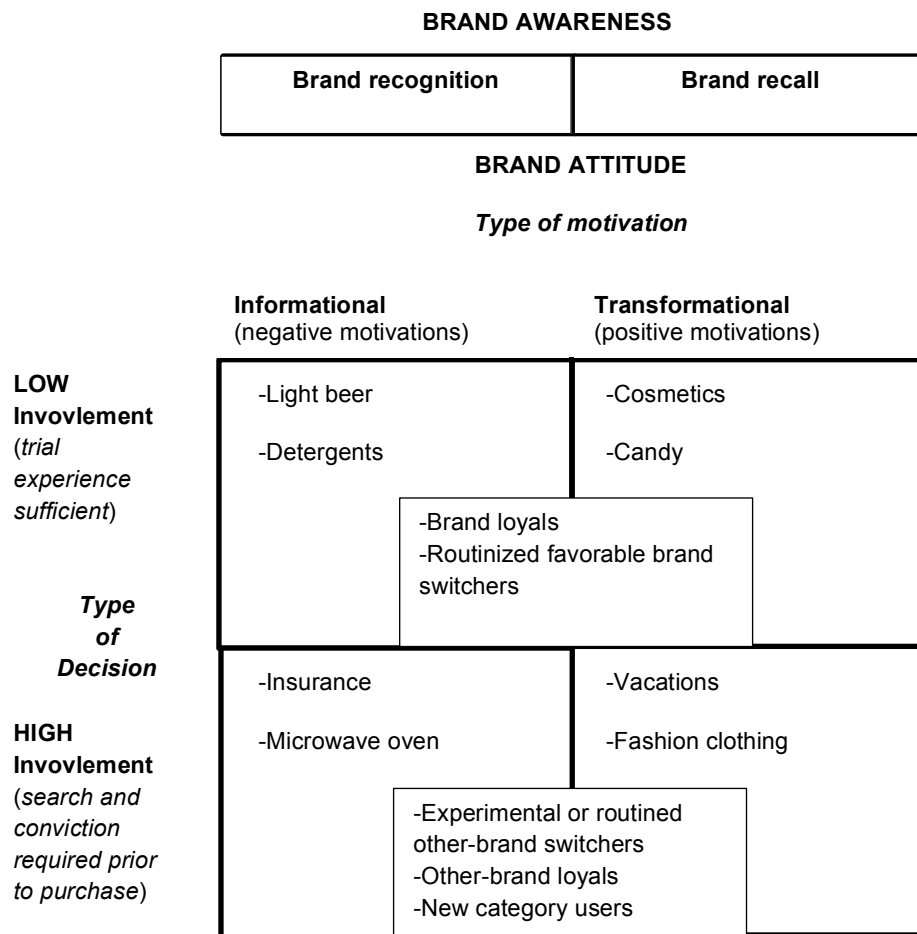 BRAND AWARENESS
Brand recognition
Brand recall
BRAND ATTITUDE
Type of motivation
Informational
(negative motivations)
Transformational
(positive motivations)
LOW
Invovlement
(trial
experience
sufficient)
-Light beer
-Detergents
-Cosmetics
-Candy
-Brand loyals
-Routinized favorable brand
switchers
Type
of
Decision
HIGH
Invovlement
(search and
conviction
required prior
to purchase)
-Insurance
-Microwave oven
-Vacations
-Fashion clothing
-Experimental or routined
other-brand switchers
-Other-brand loyals
-New category users